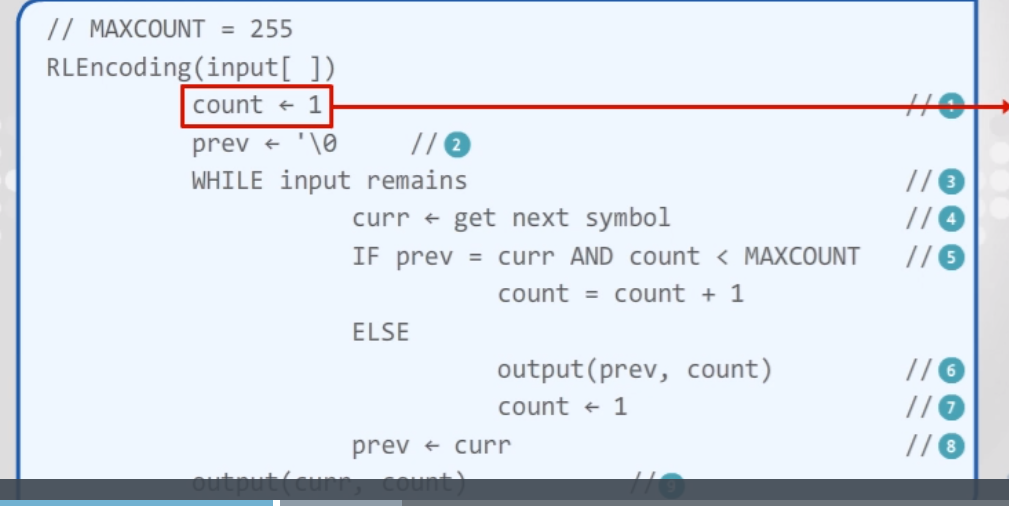 // MAXCOUNT = 255
RLEncoding(input[ ])
count ← 1 // 1
prev ← '\0 // 2
WHILE input remains // 3
curr ← get next symbol // 4
IF prev = curr AND count < MAXCOUNT // 5
count = count + 1
ELSE
output(prev, count) // 6
count ← 1 // 7
prev ← curr // 8
output(curr, count) // 9